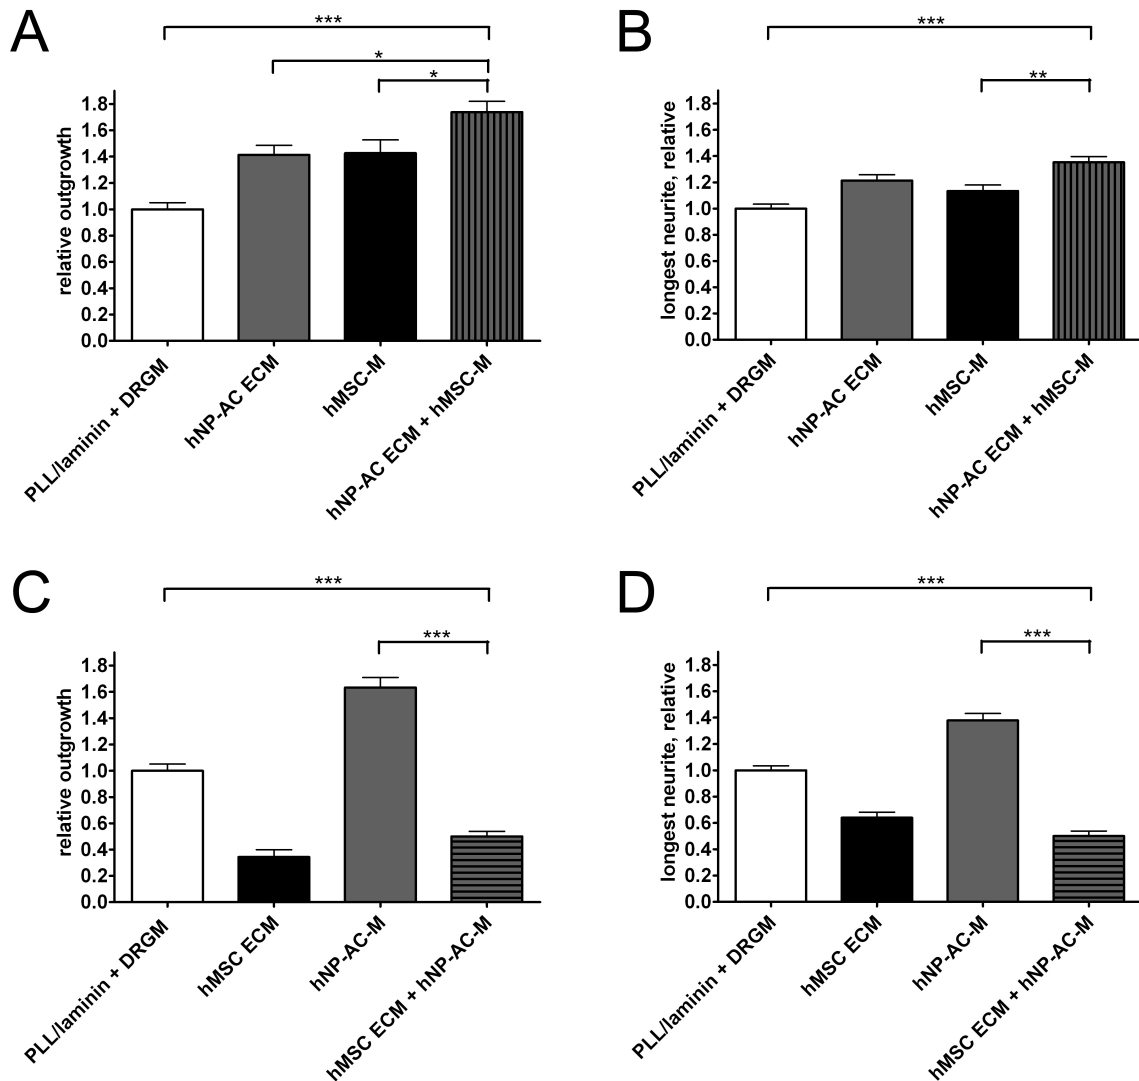 A
***
*
*
relative outgrowth
1.8
1.6
1.4
1.2
1.0
0.8
0.6
0.4
0.2
0.0
PLL/laminin + DRGM
hNP-AC ECM
hMSC-M
hNP-AC ECM + hMSC-M
B
***
**
longest neurite, relative
1.8
1.6
1.4
1.2
1.0
0.8
0.6
0.4
0.2
0.0
PLL/laminin + DRGM
hNP-AC ECM
hMSC-M
hNP-AC ECM + hMSC-M
C
***
***
relative outgrowth
1.8
1.6
1.4
1.2
1.0
0.8
0.6
0.4
0.2
0.0
PLL/laminin + DRGM
hMSC ECM
hNP-AC-M
hMSC ECM + hNP-AC-M
D
***
***
longest neurite, relative
1.8
1.6
1.4
1.2
1.0
0.8
0.6
0.4
0.2
0.0
PLL/laminin + DRGM
hMSC ECM
hNP-AC-M
hMSC ECM + hNP-AC-M